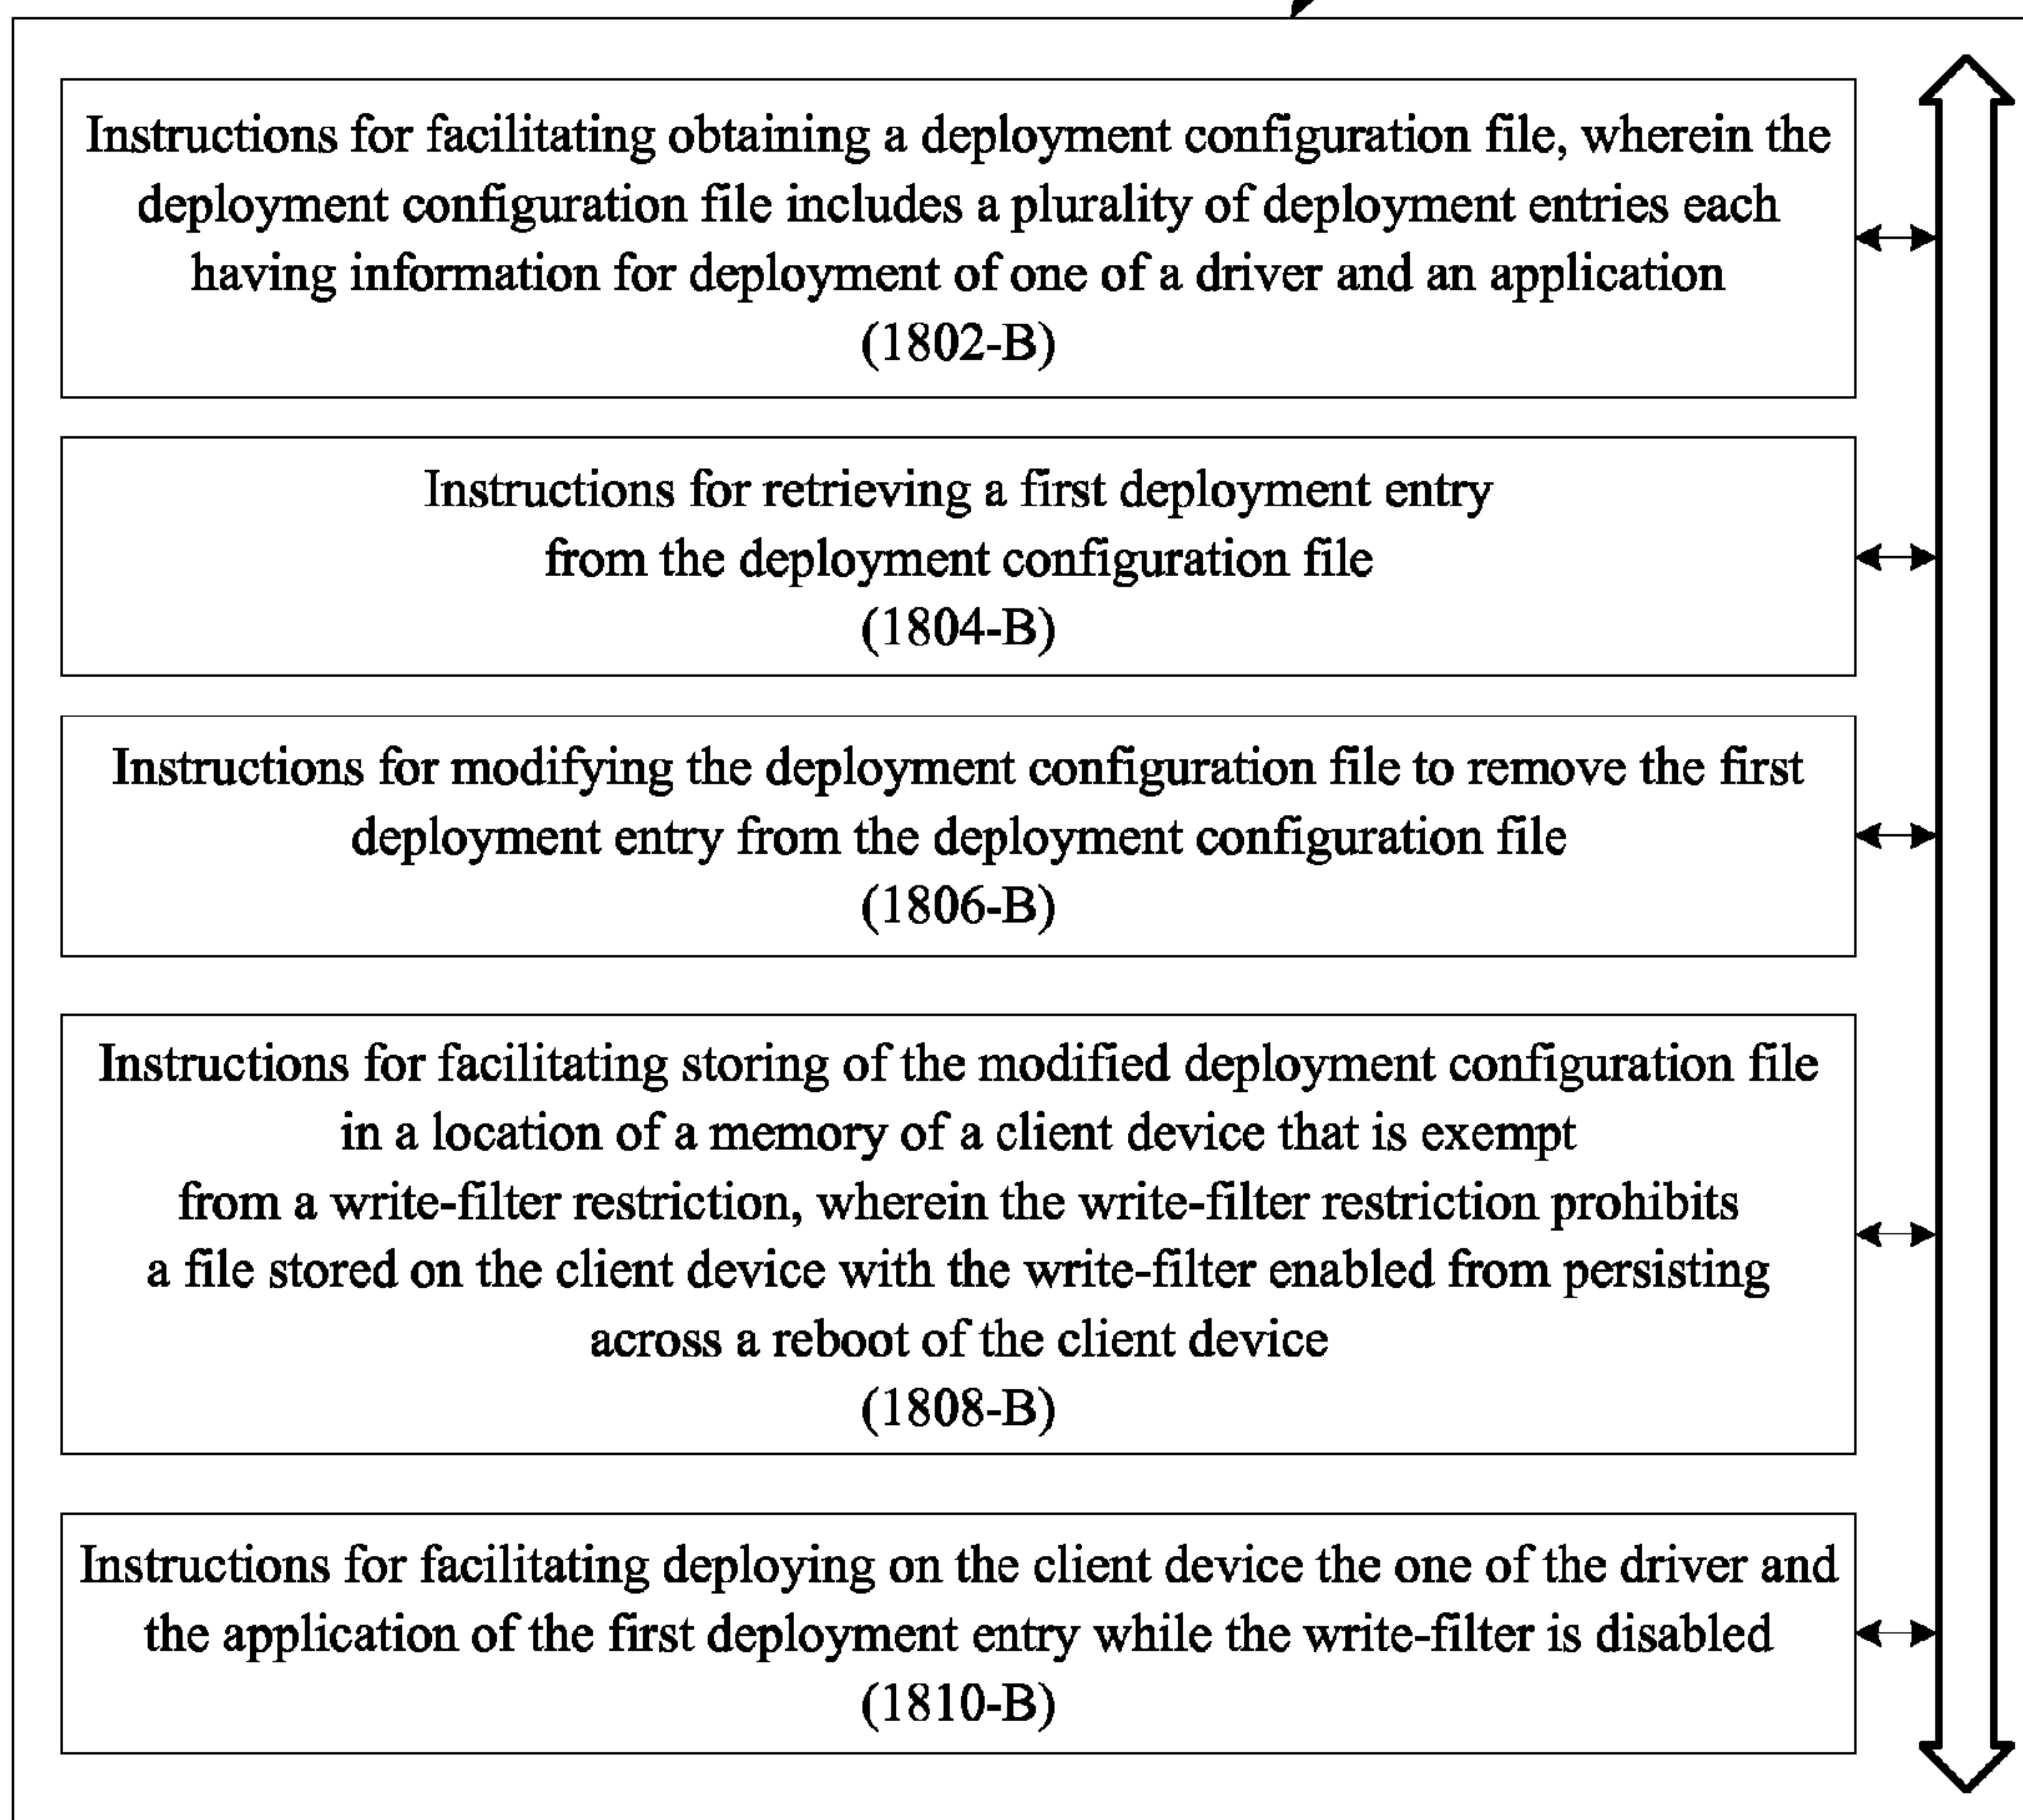 Instructions for facilitating obtaining a deployment configuration file, wherein the
deployment configuration file includes a plurality of deployment entries each
having information for deployment of one of a driver and an application
(1802-B)
Instructions for retrieving a first deployment entry
from the deployment configuration file
(1804-B)
Instructions for modifying the deployment configuration file to remove the first
deployment entry from the deployment configuration file
(1806-B)
Instructions for facilitating storing of the modified deployment configuration file
in a location of a memory of a client device that is exempt
from a write-filter restriction, wherein the write-filter restriction prohibits
a file stored on the client device with the write-filter enabled from persisting
across a reboot of the client device
(1808-B)
Instructions for facilitating deploying on the client device the one of the driver and
the application of the first deployment entry while the write-filter is disabled
(1810-B)